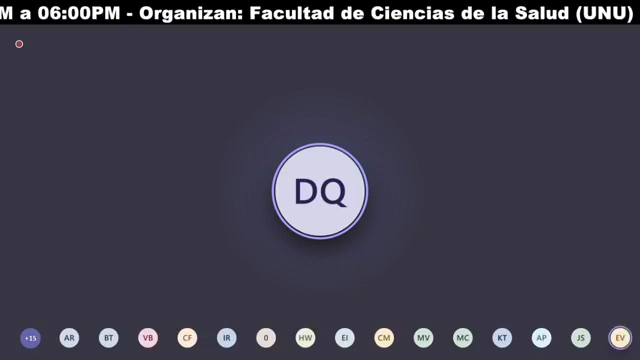 M a 06:00PM - Organizan: Facultad de Ciencias de la Salud (UNU)
DQ
+15 AR BT VB CF IR 0 HW EI CM MV MC KT AP JS EV